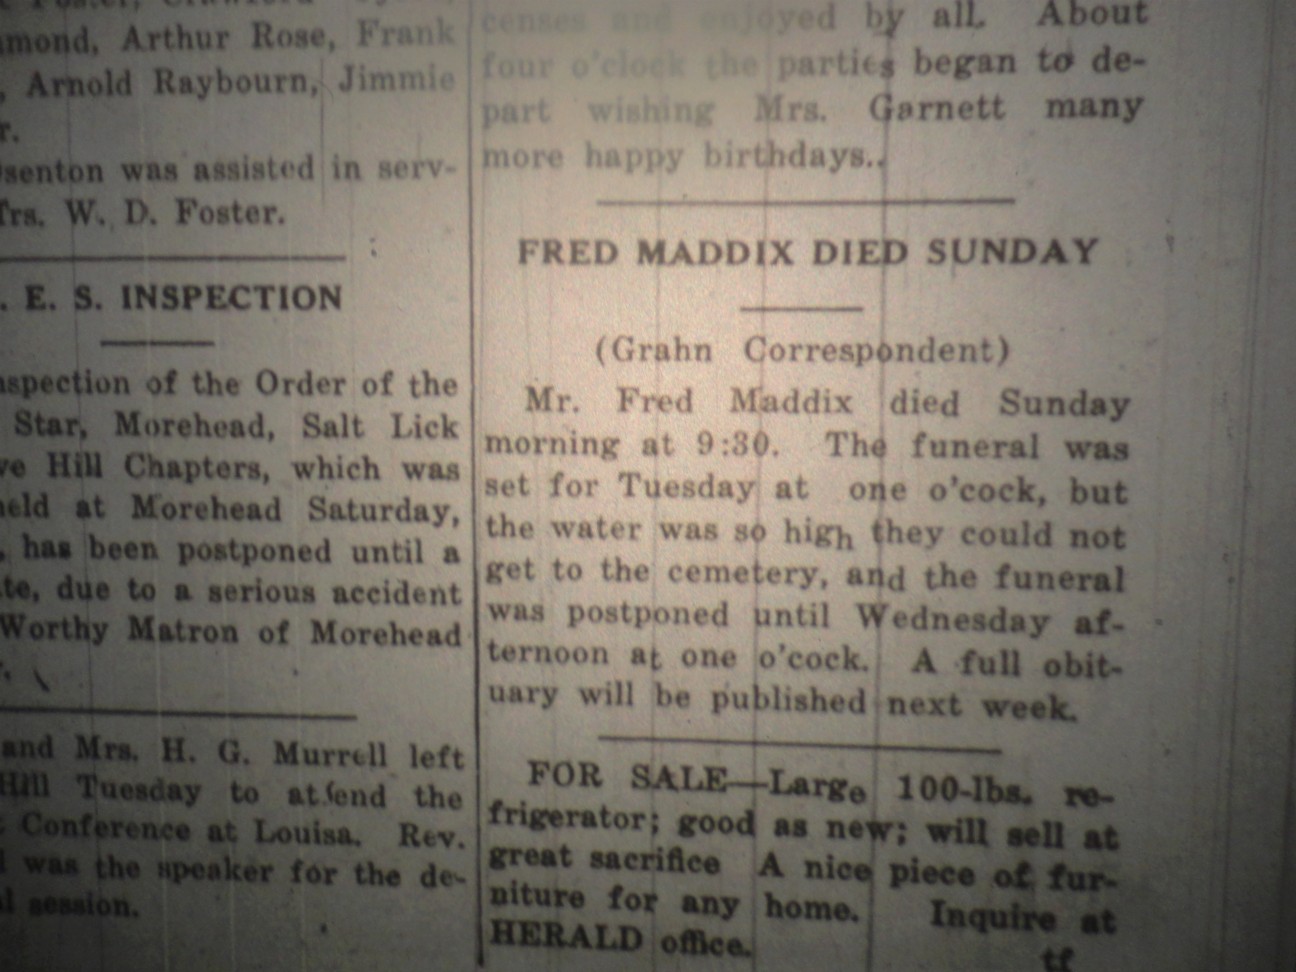 mond, Arthur Rose, Frank
, Arnold Raybourn, Jimmie
r.
senton was assisted in serv-
rs. W. D. Foster.
. E. S. INSPECTION
nspection of the Order of the
Star, Morehead, Salt Lick
ve Hill Chapters, which was
held at Morehead Saturday,
, has been postponed until a
te, due to a serious accident
Worthy Matron of Morehead
and Mrs. H. G. Murrell left
Hill Tuesday to attend the
Conference at Louisa. Rev.
l was the speaker for the de-
l session.
censes and enjoyed by all. About
four o'clock the parties began to de-
part wishing Mrs. Garnett many
more happy birthdays..
FRED MADDIX DIED SUNDAY
(Grahn Correspondent)
Mr. Fred Maddix died Sunday
morning at 9:30. The funeral was
set for Tuesday at one o'cock, but
the water was so high they could not
get to the cemetery, and the funeral
was postponed until Wednesday af-
ternoon at one o'cock. A full obit-
uary will be published next week.
FOR SALE—Large 100-lbs. re-
frigerator; good as new; will sell at
great sacrifice A nice piece of fur-
niture for any home. Inquire at
HERALD office.
tf